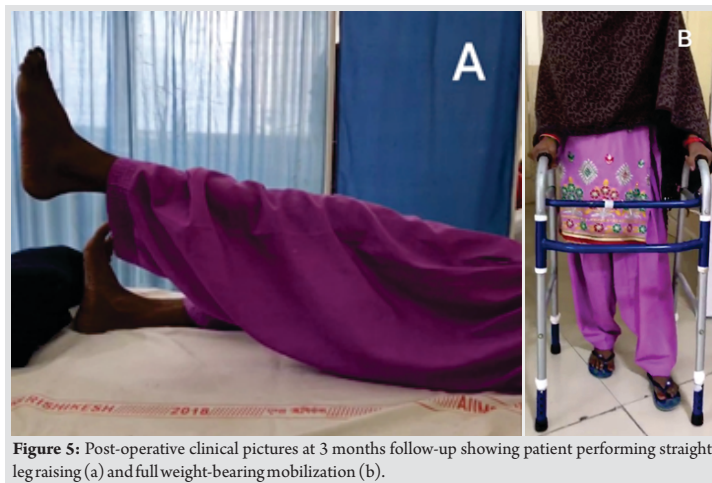 A
B
RISHIKESH 2018 AIIM
Figure 5: Post-operative clinical pictures at 3 months follow-up showing patient performing straight
leg raising (a) and full weight-bearing mobilization (b).